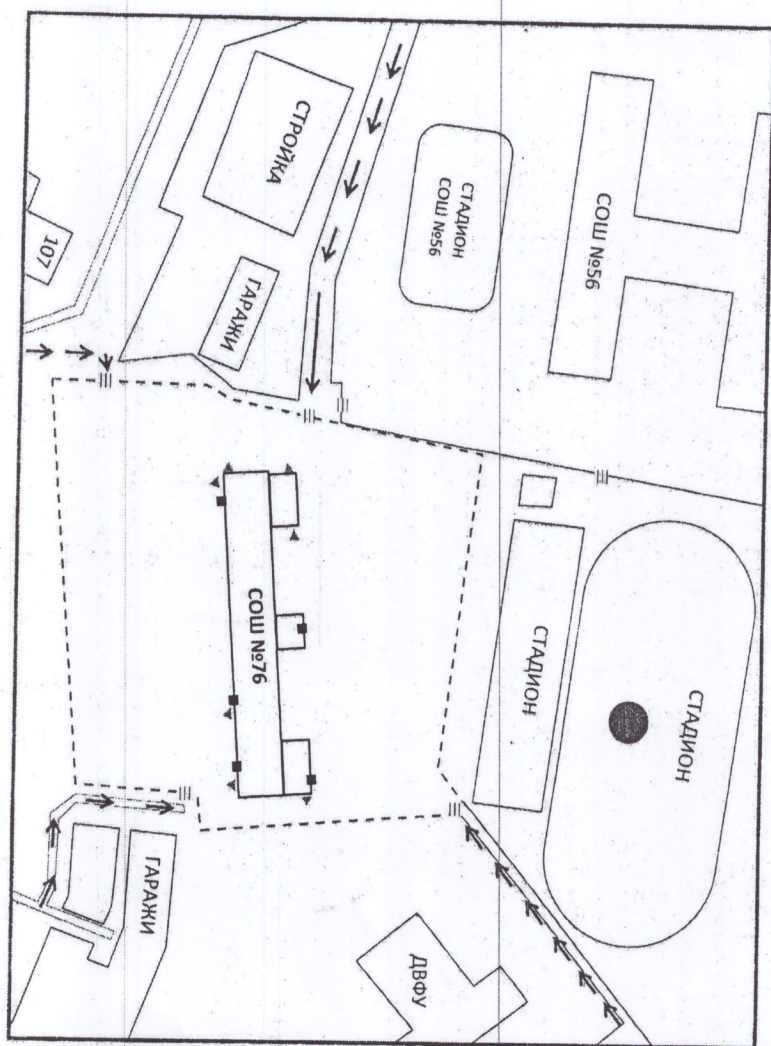 СТРОЙКА
СТАДИОН
СОШ №56
СОШ №56
107
ГАРАЖИ
СОШ №76
СТАДИОН
СТАДИОН
ГАРАЖИ
ДВФУ